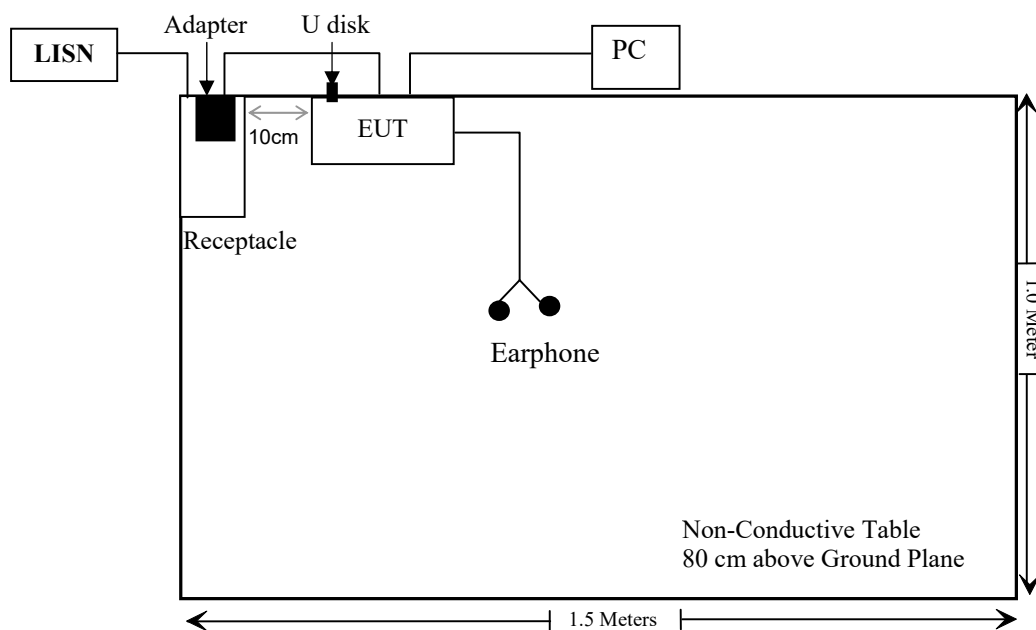 Adapter
U disk
LISN
PC
EUT
10cm
Receptacle
1.0 Meter
Earphone
Non-Conductive Table
80 cm above Ground Plane
1.5 Meters